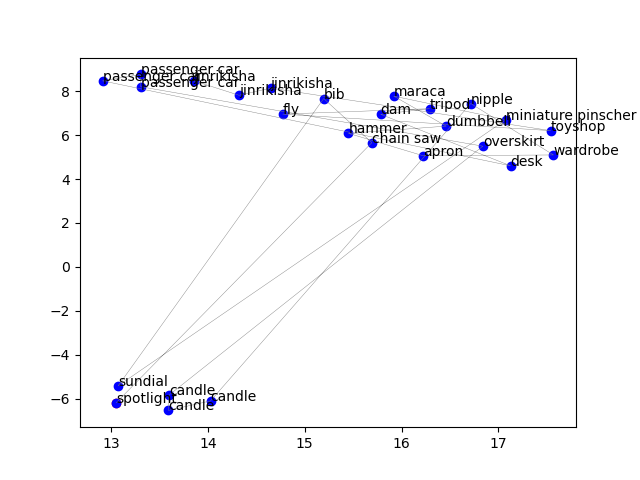 passenger car
passenger car
jinrikisha
passenger car
jinrikisha
jinrikisha
bib
maraca
nipple
tripod
fly
dam
miniature pinscher
dumbbell
toyshop
hammer
chain saw
overskirt
apron
wardrobe
desk
8
6
4
2
0
−2
−4
−6
sundial
candle
spotlight
candle
candle
13 14 15 16 17